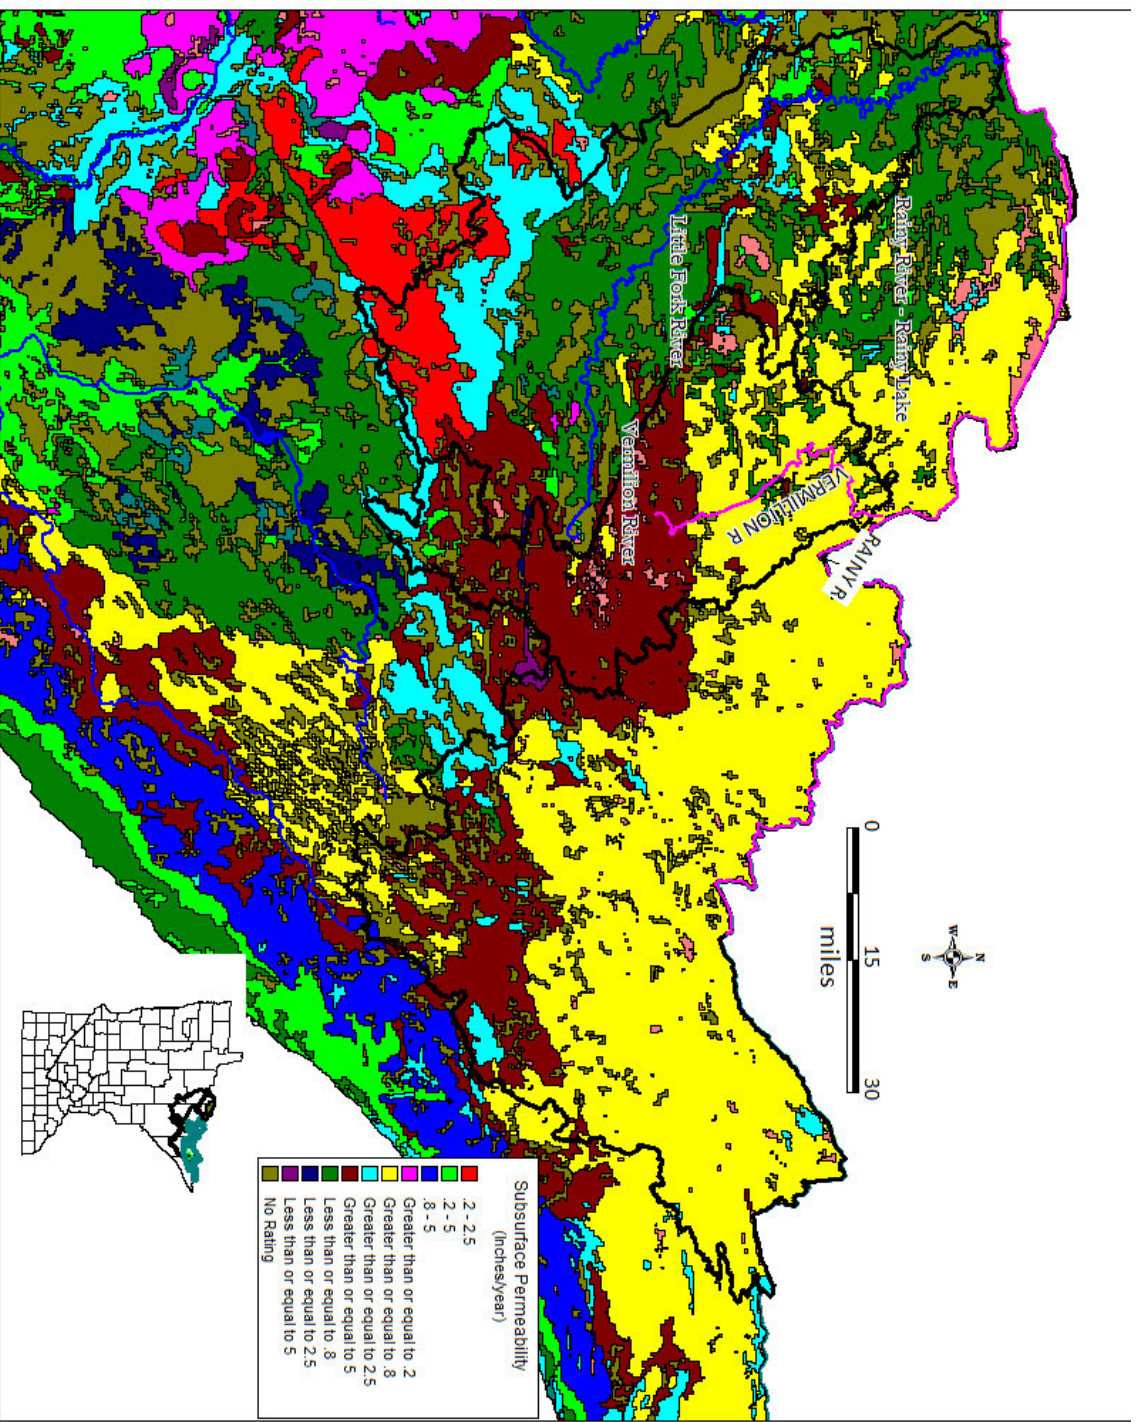 Rainy River - Rainy Lake
Little Fork River
Vermilion River
VERMILION R
RAINY R.
0 15 30
miles
N
W E
S
Subsurface Permeability
(Inches/year)
.2 - 2.5
.2 - 5
.8 - 5
Greater than or equal to .2
Greater than or equal to .8
Greater than or equal to 2.5
Greater than or equal to 5
Less than or equal to .8
Less than or equal to 2.5
Less than or equal to 5
No Rating